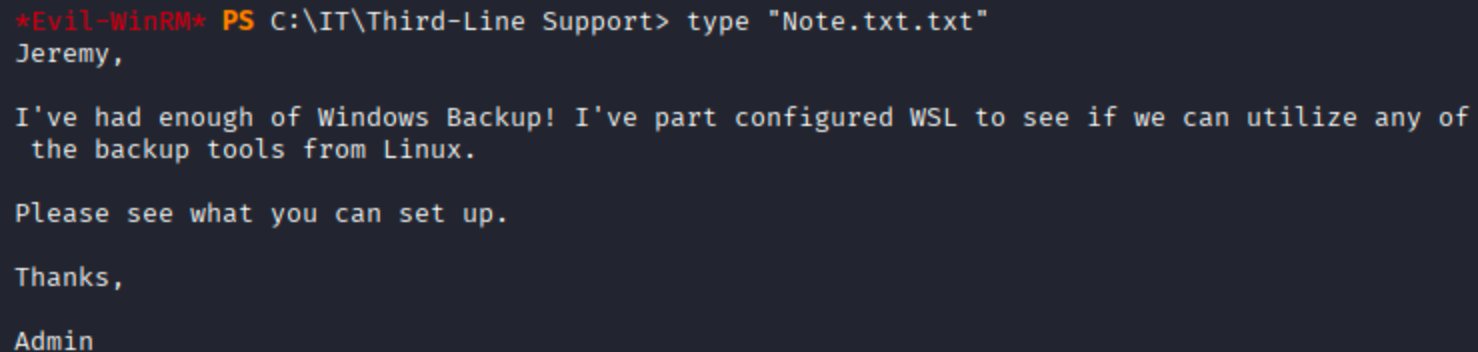 *Evil-WinRM* PS C:\IT\Third-Line Support> type "Note.txt.txt"
Jeremy,
I've had enough of Windows Backup! I've part configured WSL to see if we can utilize any of
the backup tools from Linux.
Please see what you can set up.
Thanks,
Admin